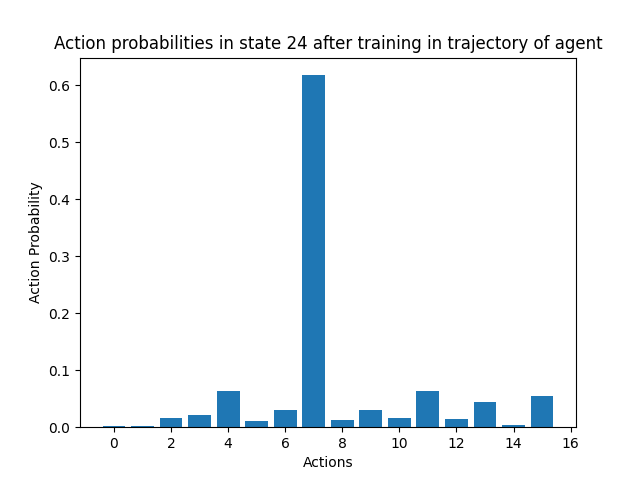 Action probabilities in state 24 after training in trajectory of agent
0.6
0.5
0.4
0.3
0.2
0.1
0.0
Action Probability
0 2 4 6 8 10 12 14 16
Actions